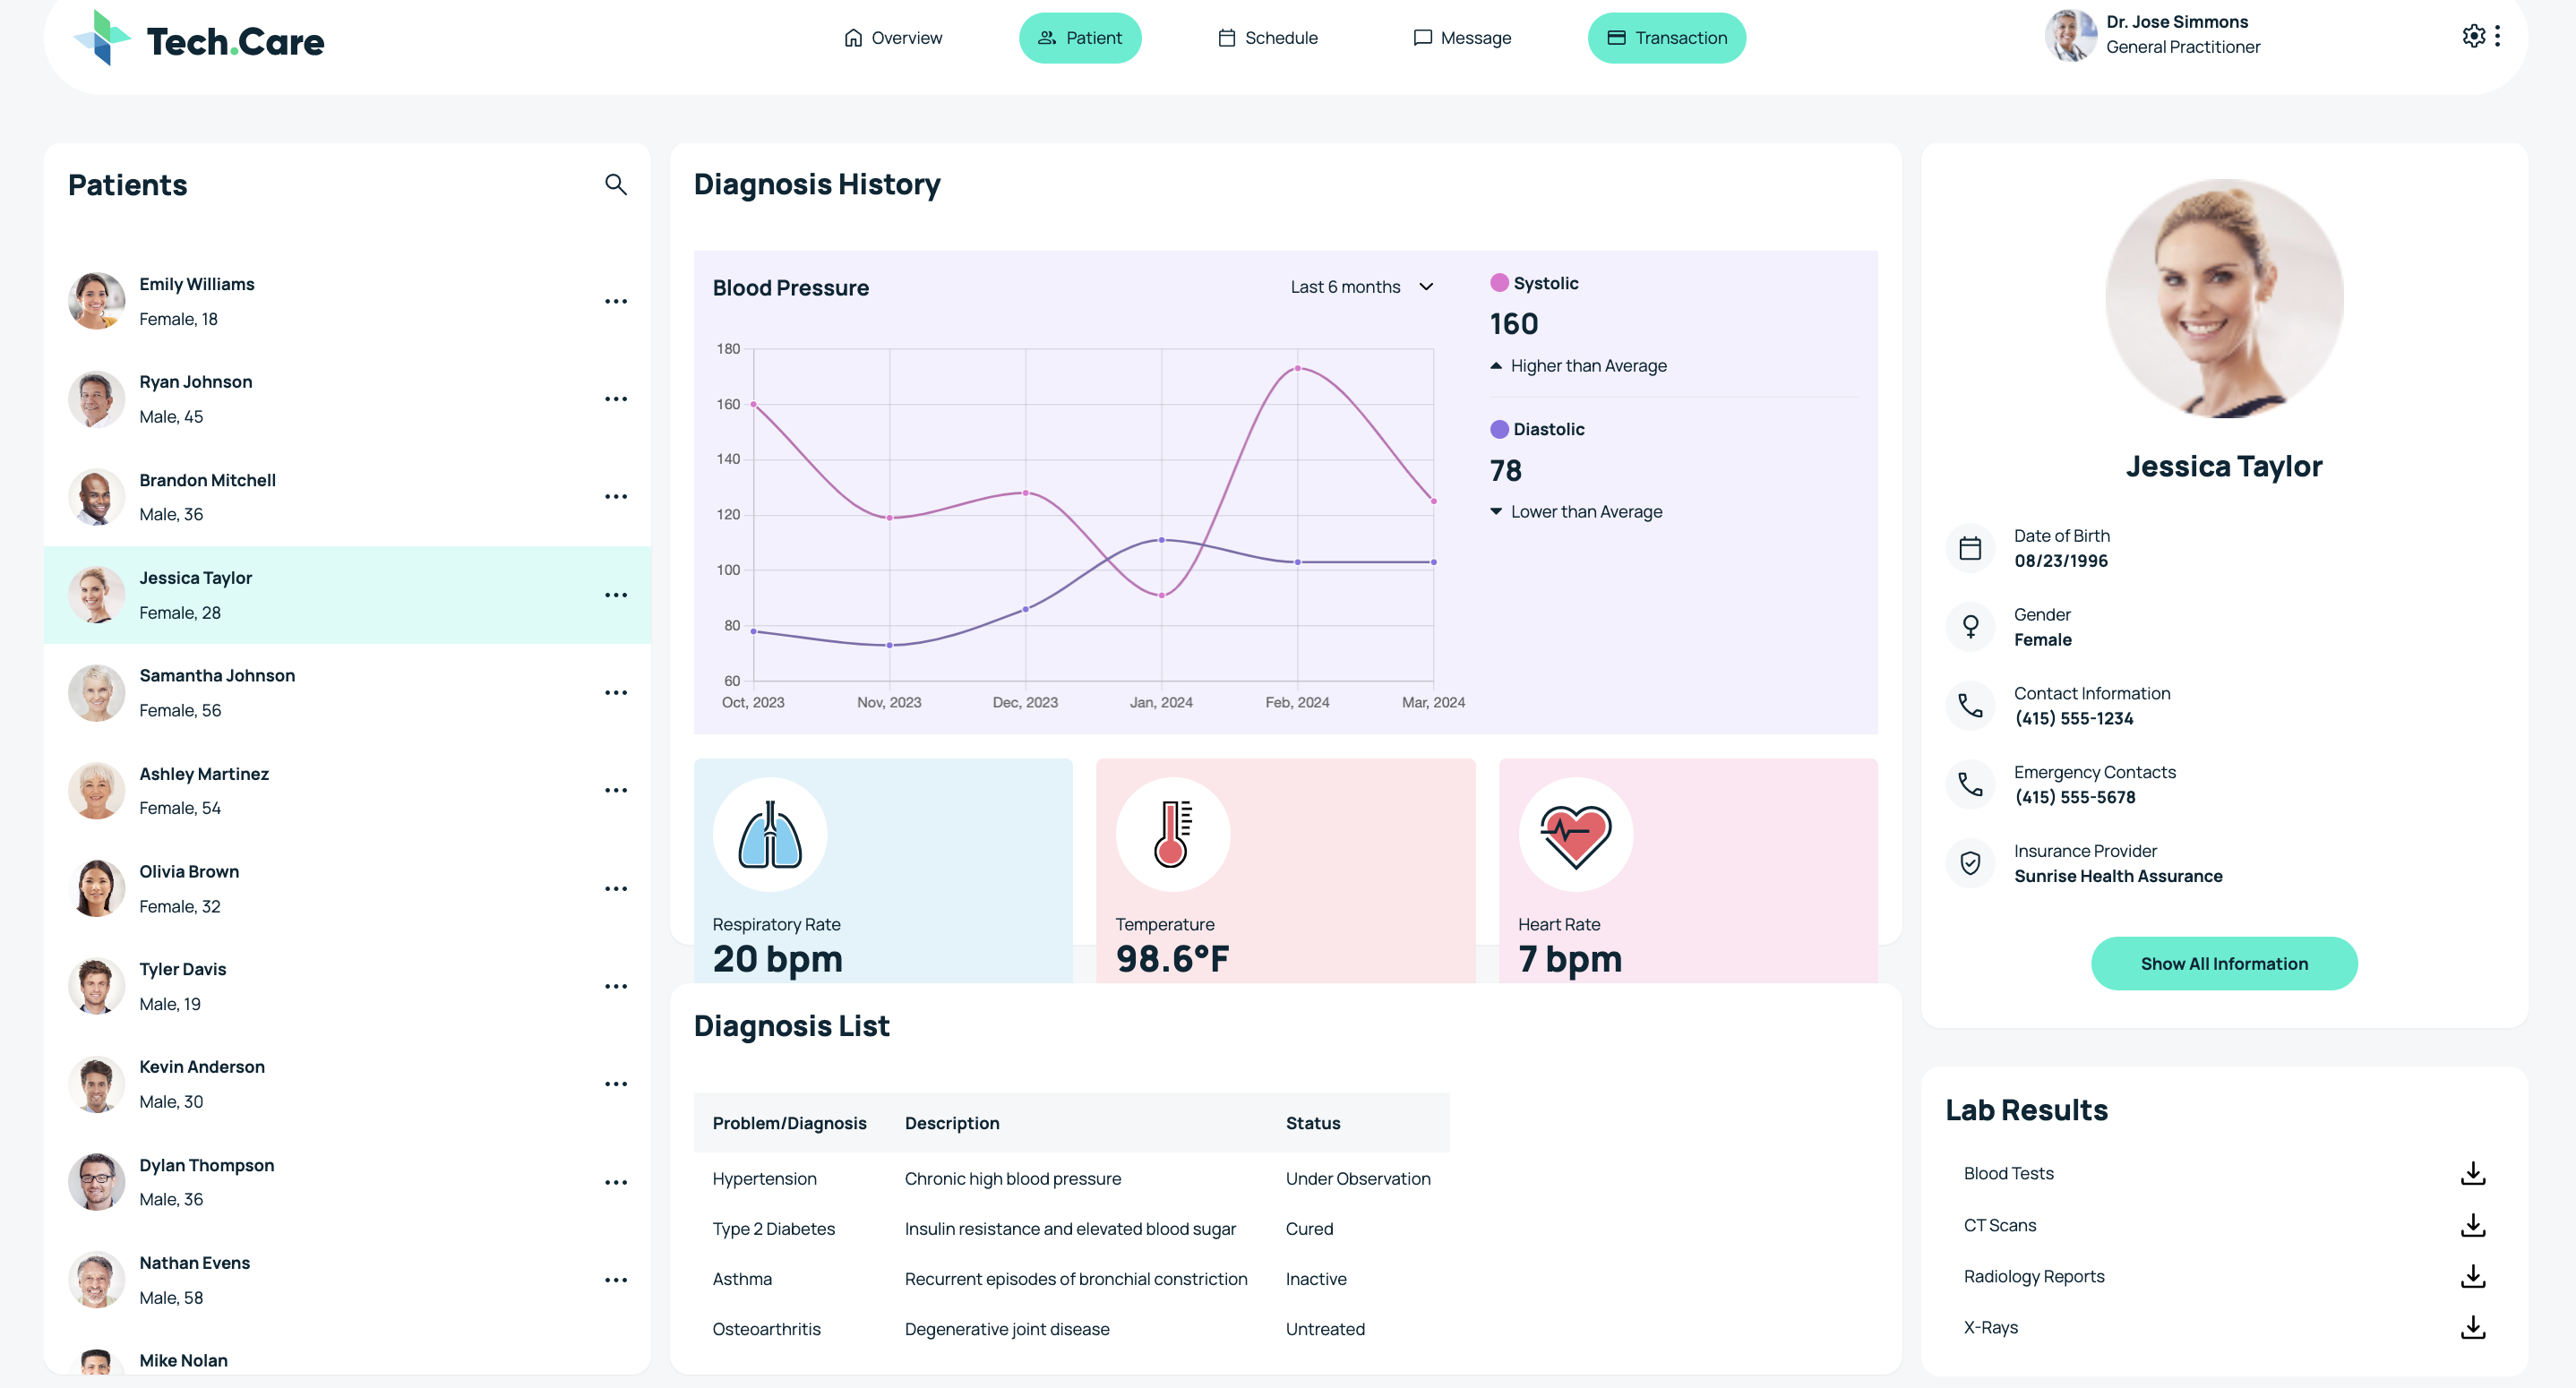 Tech.Care
Overview
Patient
Schedule
Message
Transaction
Dr. Jose Simmons
General Practitioner
Patients
Emily Williams
Female, 18
Ryan Johnson
Male, 45
Brandon Mitchell
Male, 36
Jessica Taylor
Female, 28
Samantha Johnson
Female, 56
Ashley Martinez
Female, 54
Olivia Brown
Female, 32
Tyler Davis
Male, 19
Kevin Anderson
Male, 30
Dylan Thompson
Male, 36
Nathan Evens
Male, 58
Mike Nolan
Diagnosis History
Blood Pressure
Last 6 months
180
160
140
120
100
80
60
Oct, 2023
Nov, 2023
Dec, 2023
Jan, 2024
Feb, 2024
Mar, 2024
Systolic
160
Higher than Average
Diastolic
78
Lower than Average
Respiratory Rate
20 bpm
Temperature
98.6°F
Heart Rate
7 bpm
Diagnosis List
Problem/Diagnosis Description Status
Hypertension Chronic high blood pressure Under Observation
Type 2 Diabetes Insulin resistance and elevated blood sugar Cured
Asthma Recurrent episodes of bronchial constriction Inactive
Osteoarthritis Degenerative joint disease Untreated
Jessica Taylor
Date of Birth
08/23/1996
Gender
Female
Contact Information
(415) 555-1234
Emergency Contacts
(415) 555-5678
Insurance Provider
Sunrise Health Assurance
Show All Information
Lab Results
Blood Tests
CT Scans
Radiology Reports
X-Rays